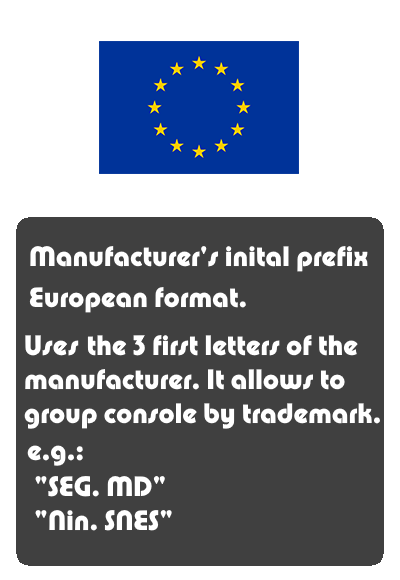 Manufacturer's inital prefix
European format.
Uses the 3 first letters of the
manufacturer. It allows to
group console by trademark.
e.g.:
"SEG. MD"
"Nin. SNES"